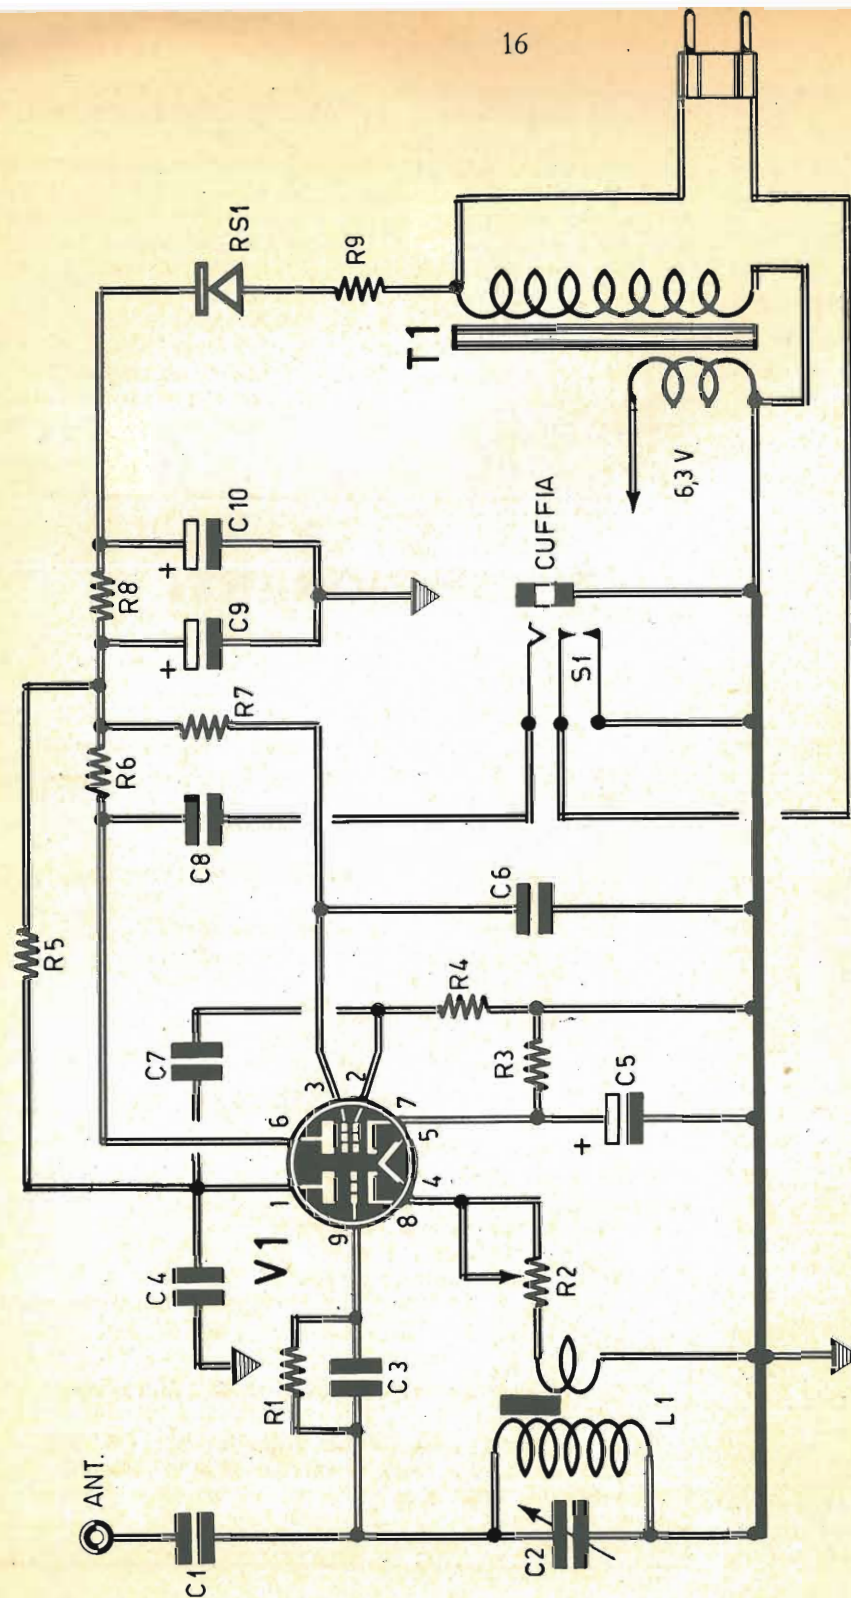 16
ANT.
C1
C2
L1
R1
C3
C4
V1
9
1
6
3
2
7
5
4
8
R2
R3
C5
R4
C7
R5
C6
C8
R6
R7
+
C9
R8
+
C10
+
S1
CUFFIA
6,3 V
T1
R9
RS1